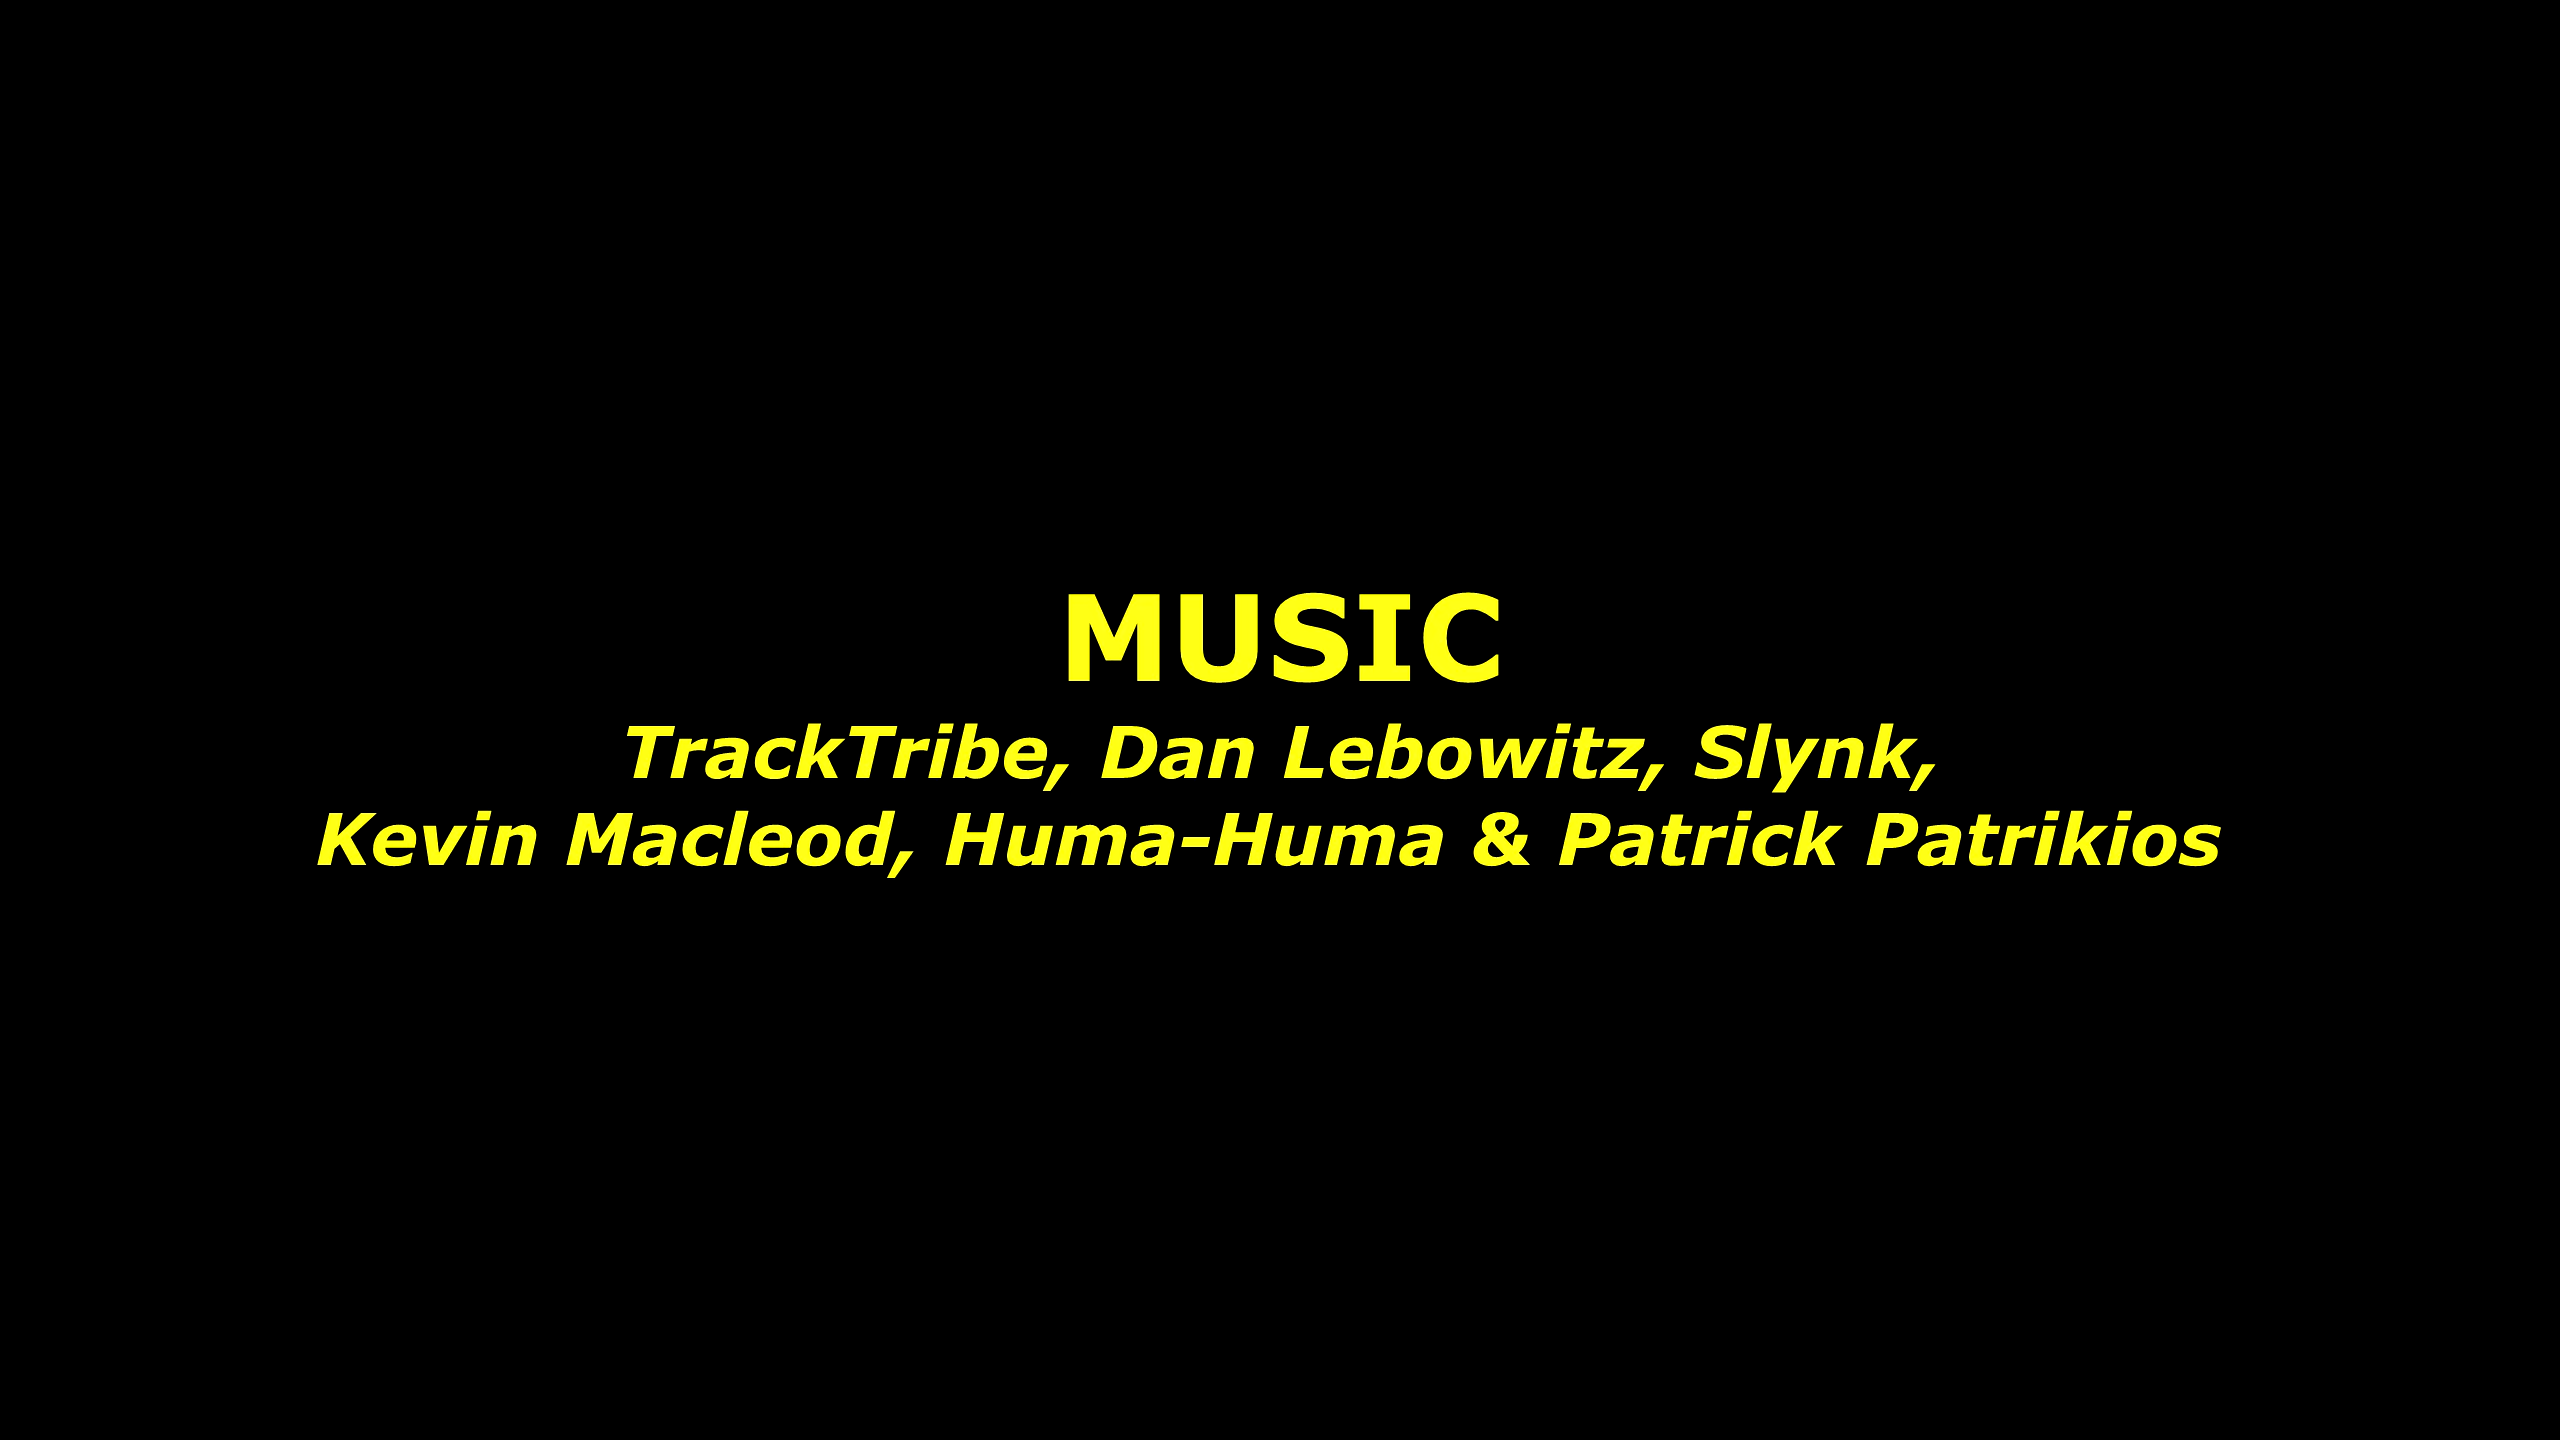 MUSIC
TrackTribe, Dan Lebowitz, Slynk,
Kevin Macleod, Huma-Huma & Patrick Patrikios